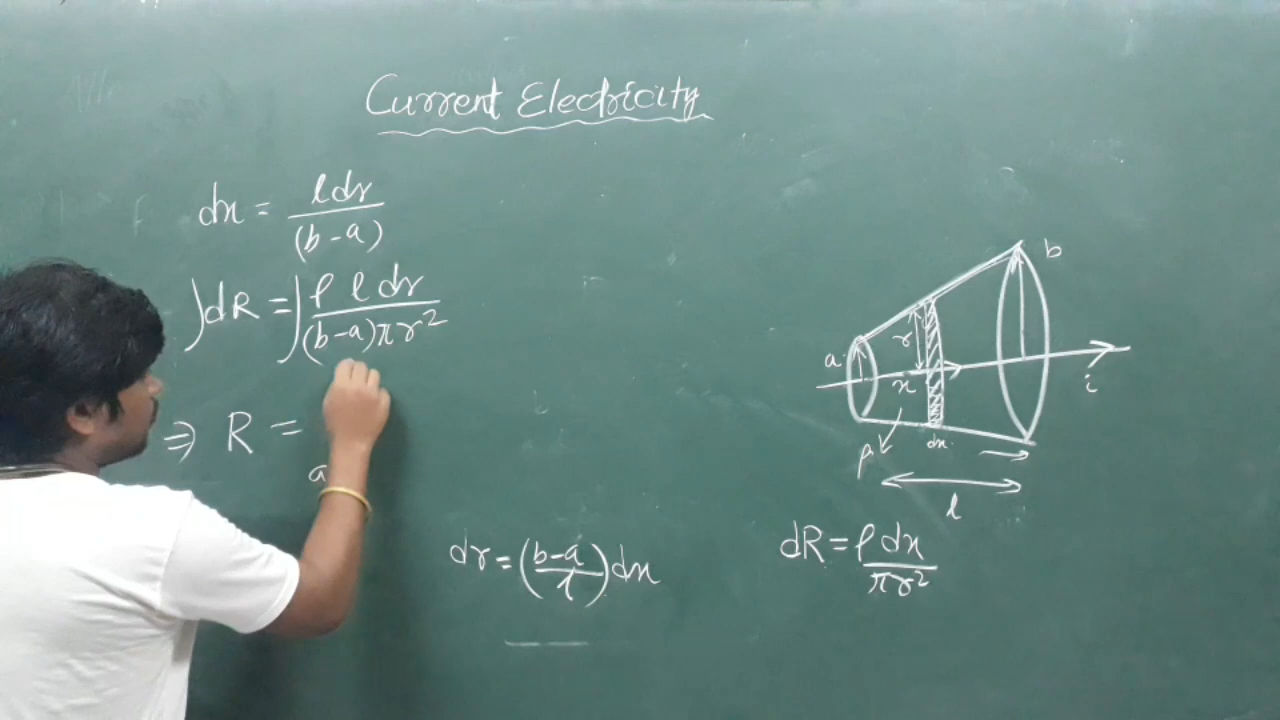 Current Electricity
dx = l dr / (b-a)
∫dR = ∫ ρ l dr / (b-a)πr²
⇒ R =
a
dr = (b-a / l) dx
b
a
r
x
i
dx
ρ
l
dR = ρ dx / πr²